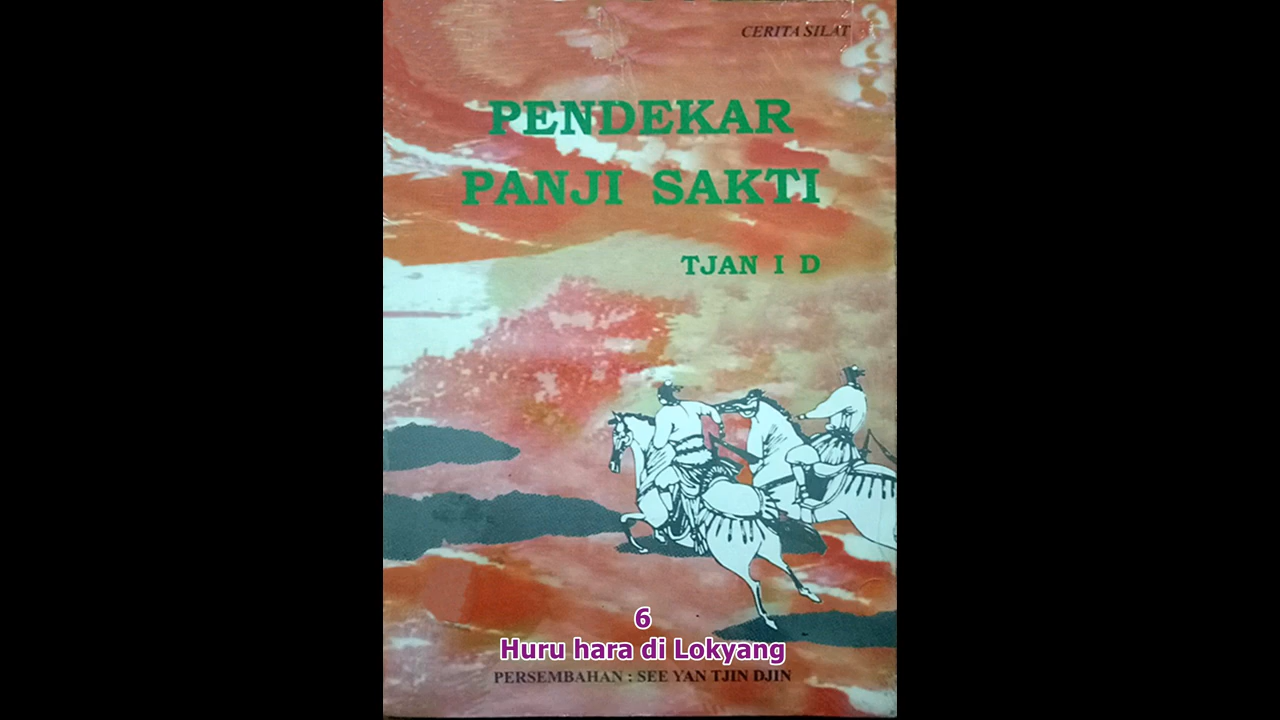 CERITA SILAT
PENDEKAR
PANJI SAKTI
TJAN I D
6
Huru hara di Lokyang
PERSEMBAHAN : SEE YAN TJIN DJIN